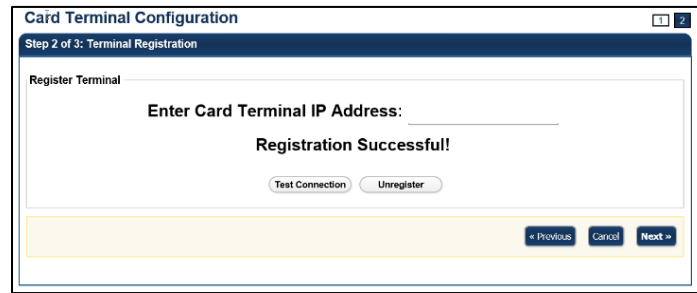 Card Terminal Configuration
1 2
Step 2 of 3: Terminal Registration
Register Terminal
Enter Card Terminal IP Address:
Registration Successful!
Test Connection Unregister
« Previous Cancel Next »